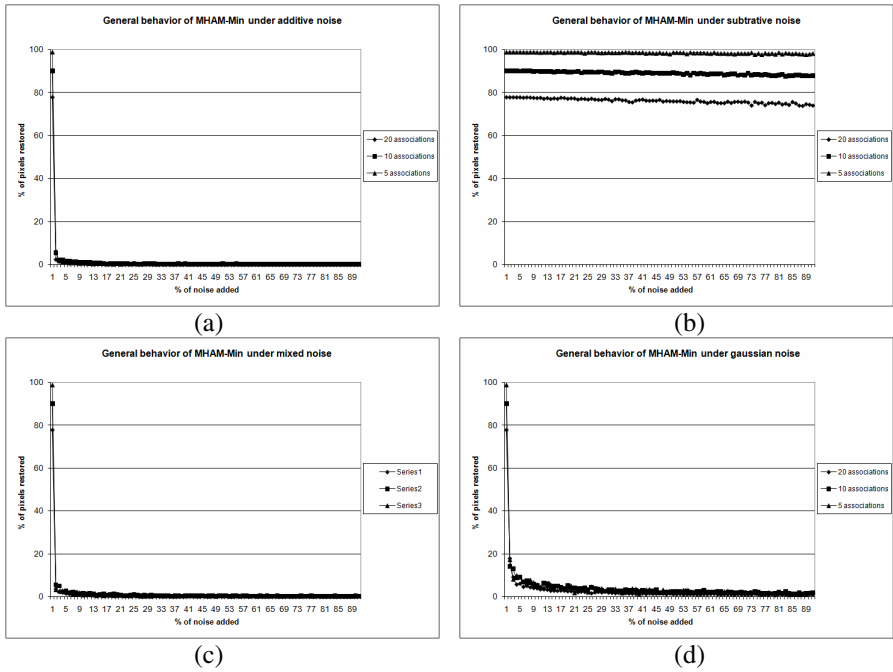 General behavior of MHAM-Min under additive noise
% of pixels restored
100
80
60
40
20
0
1 5 9 13 17 21 25 29 33 37 41 45 49 53 57 61 65 69 73 77 81 85 89
% of noise added
20 associations
10 associations
5 associations
(a)
General behavior of MHAM-Min under subtrative noise
% of pixels restored
100
80
60
40
20
0
1 5 9 13 17 21 25 29 33 37 41 45 49 53 57 61 65 69 73 77 81 85 89
% of noise added
20 associations
10 associations
5 associations
(b)
General behavior of MHAM-Min under mixed noise
% of pixels restored
100
80
60
40
20
0
1 5 9 13 17 21 25 29 33 37 41 45 49 53 57 61 65 69 73 77 81 85 89
% of noise added
Series1
Series2
Series3
(c)
General behavior of MHAM-Min under gaussian noise
% of pixels restored
100
80
60
40
20
0
1 5 9 13 17 21 25 29 33 37 41 45 49 53 57 61 65 69 73 77 81 85 89
% of noise added
20 associations
10 associations
5 associations
(d)